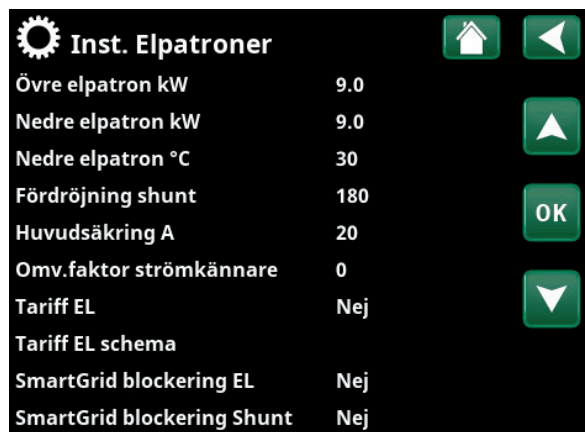 Inst. Elpatroner
Övre elpatron kW 9.0
Nedre elpatron kW 9.0
Nedre elpatron °C 30
Fördröjning shunt 180
OK
Huvudsäkring A 20
Omv.faktor strömkännare 0
Tariff EL Nej
Tariff EL schema
SmartGrid blockering EL Nej
SmartGrid blockering Shunt Nej